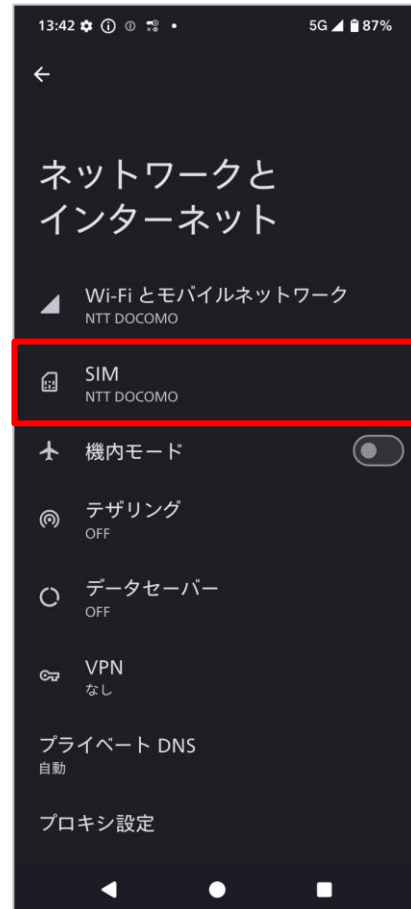 13:42 5G 87%
ネットワークと
インターネット
Wi-Fi とモバイルネットワーク
NTT DOCOMO
SIM
NTT DOCOMO
機内モード
テザリング
OFF
データセーバー
OFF
VPN
なし
プライベート DNS
自動
プロキシ設定